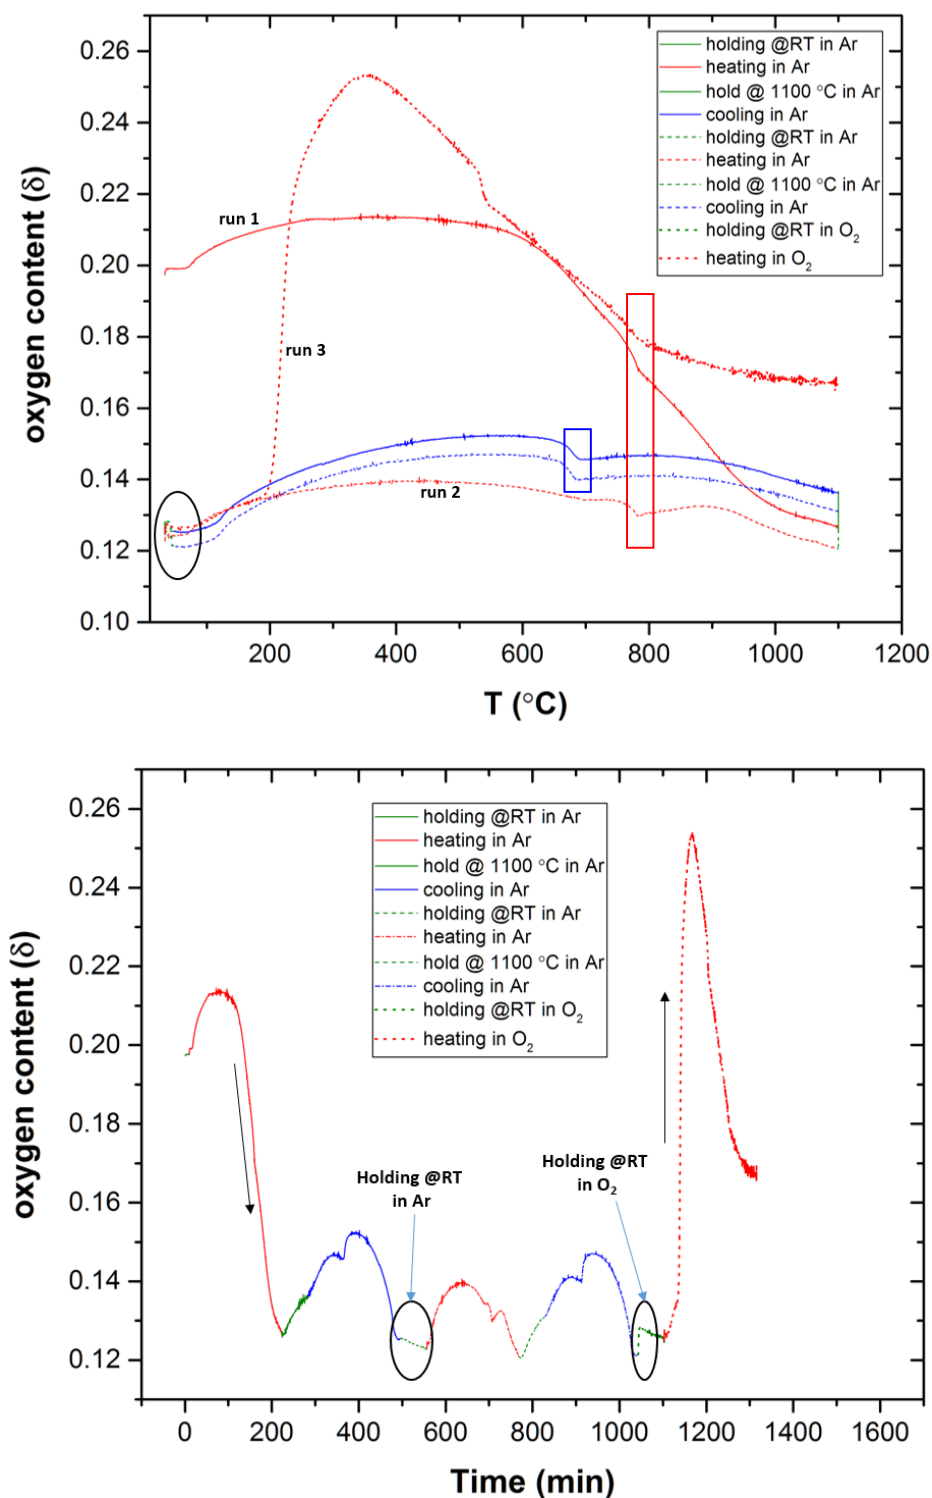 0.26
0.24
0.22
0.20
0.18
0.16
0.14
0.12
0.10
oxygen content (δ)
holding @RT in Ar
heating in Ar
hold @ 1100 °C in Ar
cooling in Ar
holding @RT in Ar
heating in Ar
hold @ 1100 °C in Ar
cooling in Ar
holding @RT in O₂
heating in O₂
run 1
run 3
run 2
200 400 600 800 1000 1200
T (°C)
0.26
0.24
0.22
0.20
0.18
0.16
0.14
0.12
oxygen content (δ)
holding @RT in Ar
heating in Ar
hold @ 1100 °C in Ar
cooling in Ar
holding @RT in Ar
heating in Ar
hold @ 1100 °C in Ar
cooling in Ar
holding @RT in O₂
heating in O₂
Holding @RT
in Ar
Holding @RT
in O₂
0 200 400 600 800 1000 1200 1400 1600
Time (min)